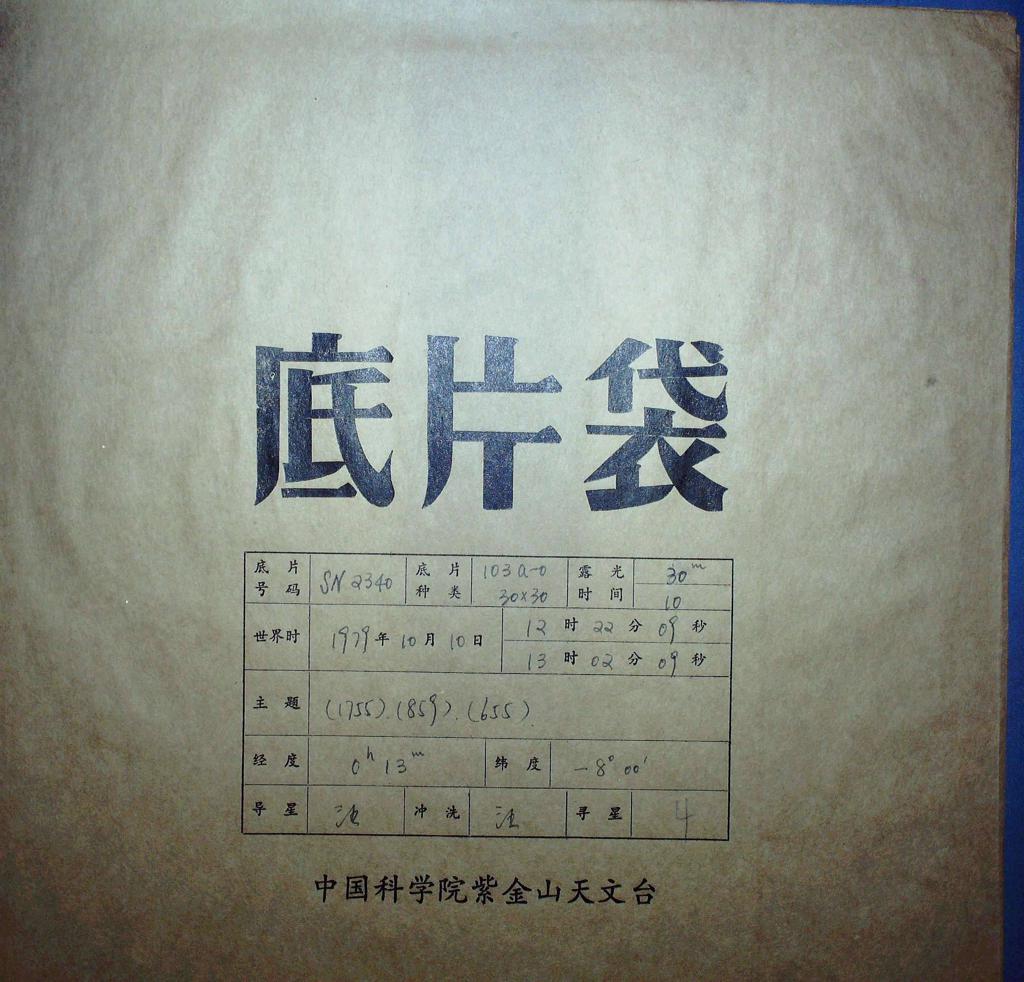 底片袋
底片号码 SN 2340 底片种类 103a-O 30×30 露光时间 30ᵐ 10
世界时 1979年 10月 10日 12时 22分 09秒
13时 02分 09秒
主题 (1755).(859).(655).
经度 0ʰ 13ᵐ 纬度 -8°00′
导星 冲洗 汪 寻星 4
中国科学院紫金山天文台